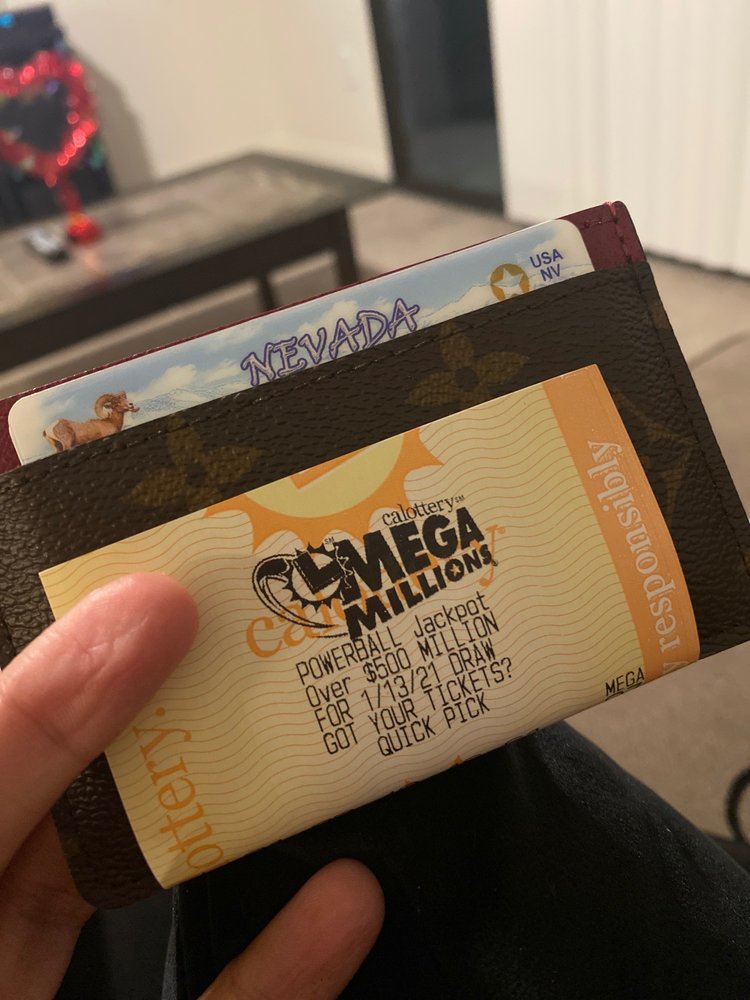 USA
NV
NEVADA
calottery SM
MEGA
MILLIONS
POWERBALL Jackpot
Over $500 MILLION
FOR 1/13/21 DRAW
GOT YOUR TICKETS?
QUICK PICK
MEGA
responsibly
ottery.